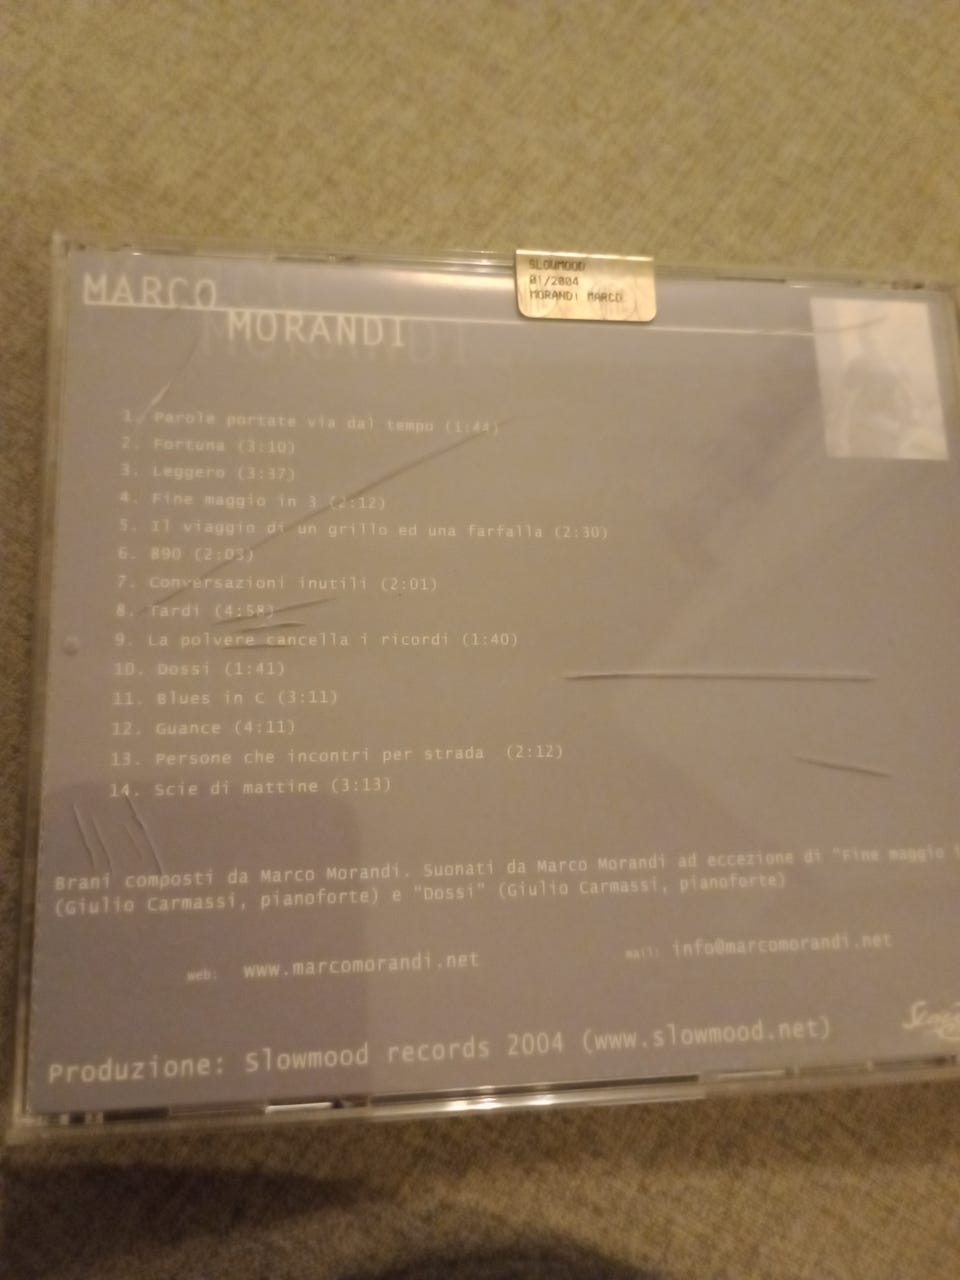 SLOWMOOD
01/2004
MORANDI MARCO
MARCO
MORANDI
1. Parole portate via dal tempo (1:44)
2. Fortuna (3:10)
3. Leggero (3:37)
4. Fine maggio in 3 (2:12)
5. Il viaggio di un grillo ed una farfalla (2:30)
6. 890 (2:03)
7. Conversazioni inutili (2:01)
8. Tardi (4:58)
9. La polvere cancella i ricordi (1:40)
10. Dossi (1:41)
11. Blues in c (3:11)
12. Guance (4:11)
13. Persone che incontri per strada (2:12)
14. Scie di mattine (3:13)
Brani composti da Marco Morandi. Suonati da Marco Morandi ad eccezione di "Fine maggio
(Giulio Carmassi, pianoforte) e "Dossi" (Giulio Carmassi, pianoforte)
web: www.marcomorandi.net
mail: info@marcomorandi.net
Produzione: Slowmood records 2004 (www.slowmood.net)